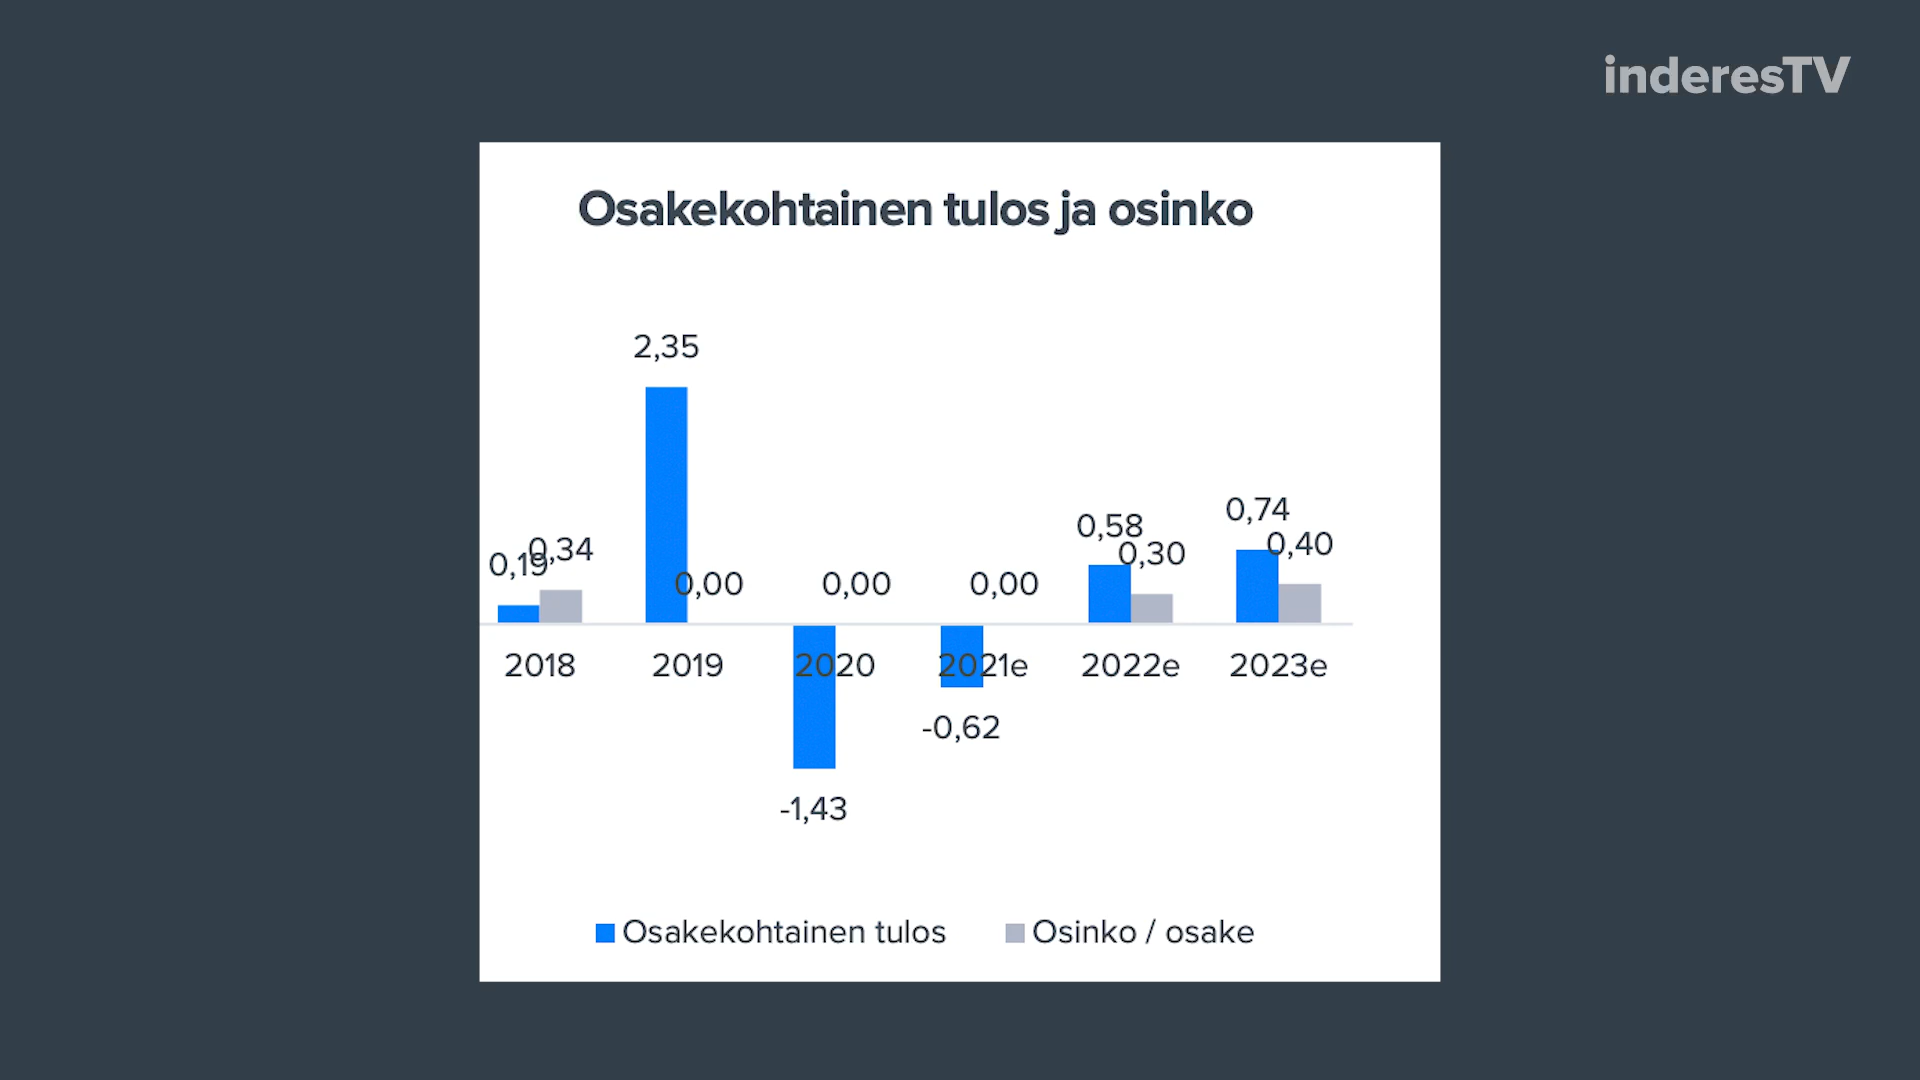 inderesTV
Osakekohtainen tulos ja osinko
2,35
0,74
0,58
0,40
0,34
0,30
0,19
0,00 0,00 0,00
2018 2019 2020 2021e 2022e 2023e
-0,62
-1,43
Osakekohtainen tulos Osinko / osake